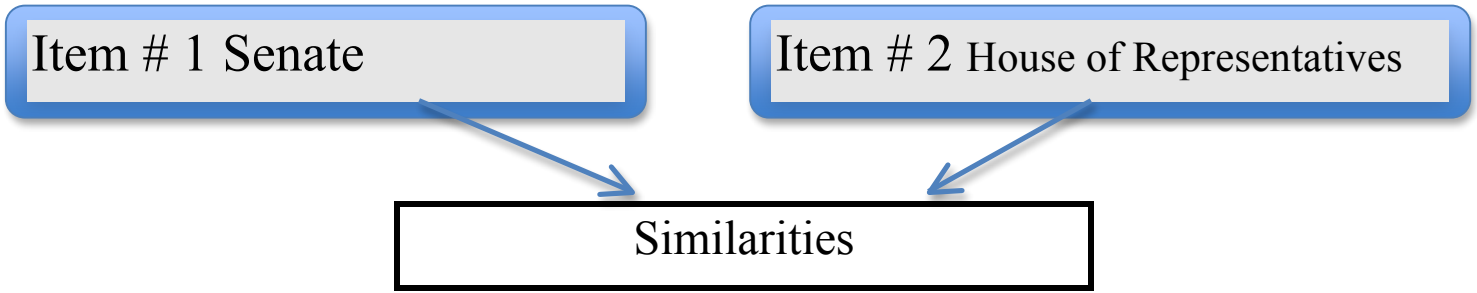 Item # 1 Senate
Item # 2 House of Representatives
Similarities